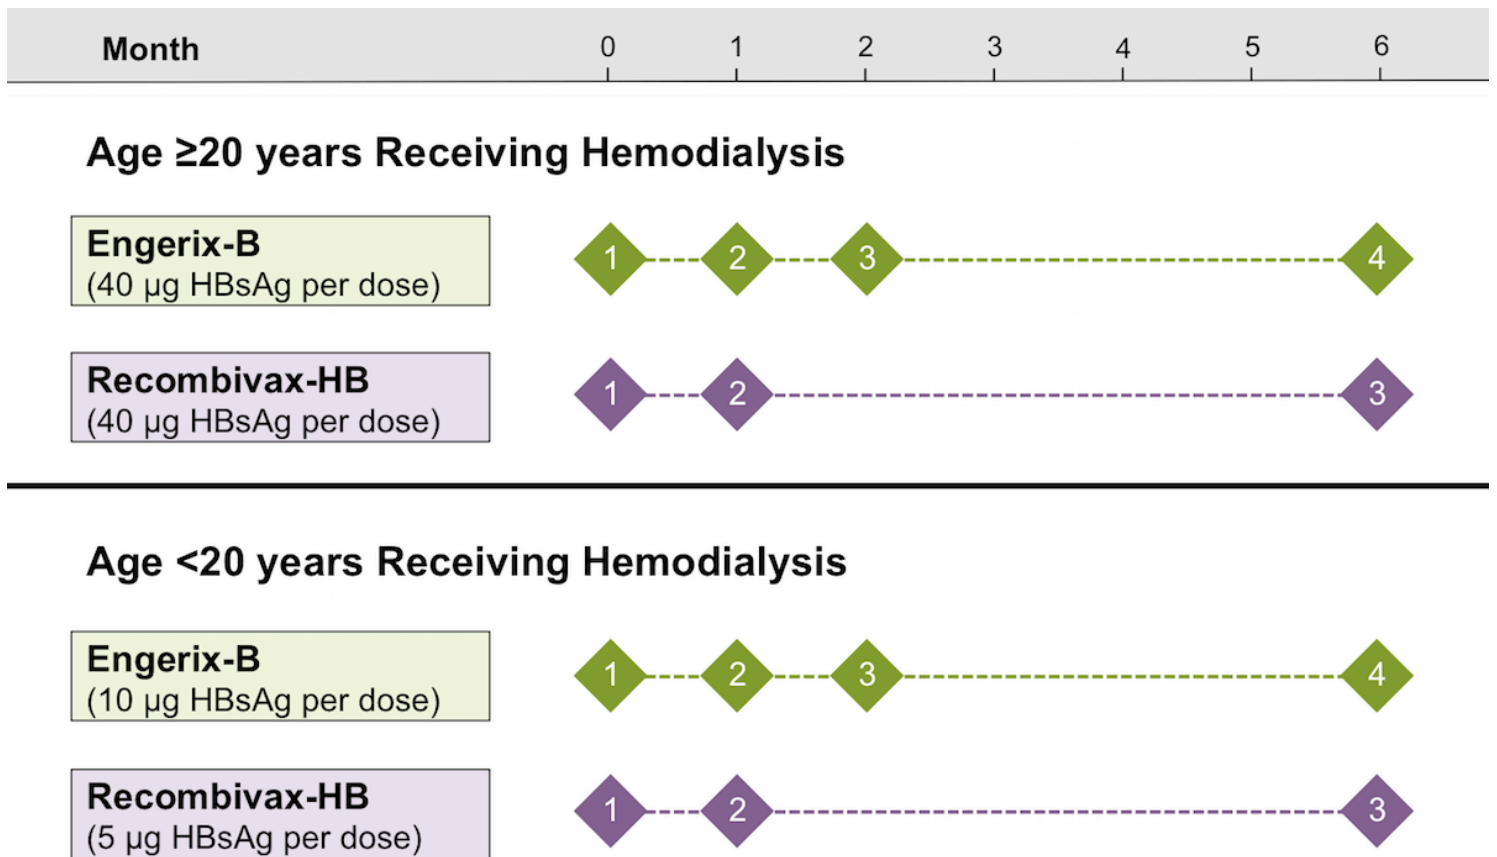 Month 0 1 2 3 4 5 6
Age ≥20 years Receiving Hemodialysis
Engerix-B
(40 µg HBsAg per dose)
1 2 3 4
Recombivax-HB
(40 µg HBsAg per dose)
1 2 3
Age <20 years Receiving Hemodialysis
Engerix-B
(10 µg HBsAg per dose)
1 2 3 4
Recombivax-HB
(5 µg HBsAg per dose)
1 2 3